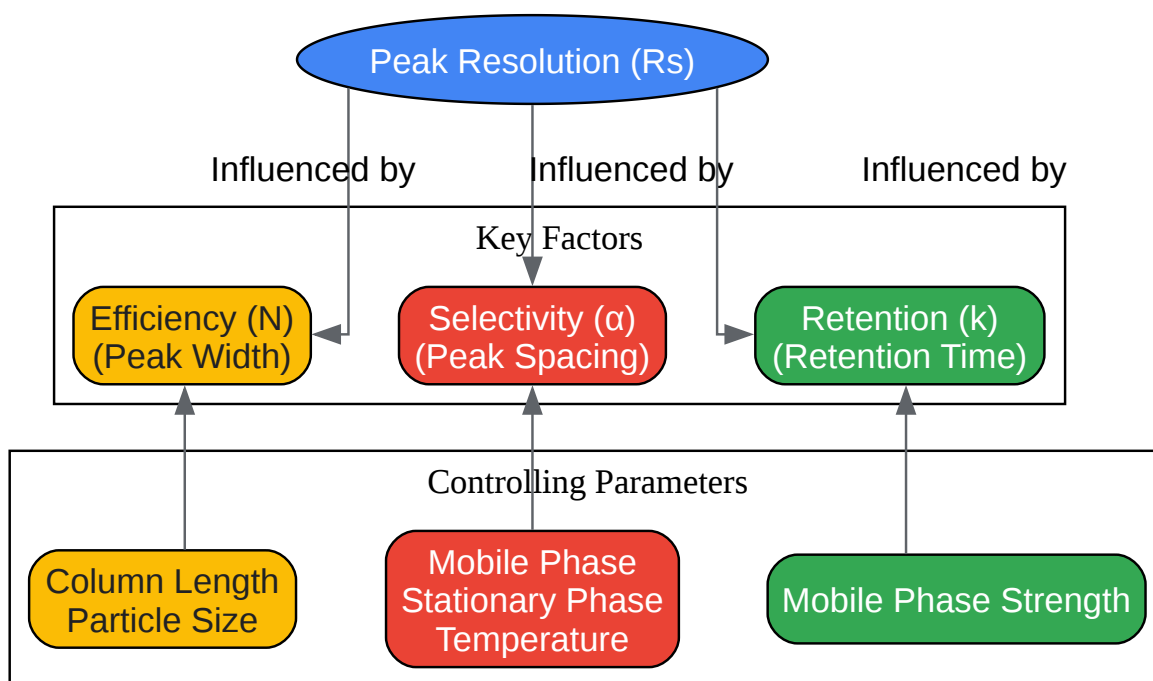 Peak Resolution (Rs)
Influenced by
Influenced by
Influenced by
Key Factors
Efficiency (N)
(Peak Width)
Selectivity (α)
(Peak Spacing)
Retention (k)
(Retention Time)
Controlling Parameters
Column Length
Particle Size
Mobile Phase
Stationary Phase
Temperature
Mobile Phase Strength